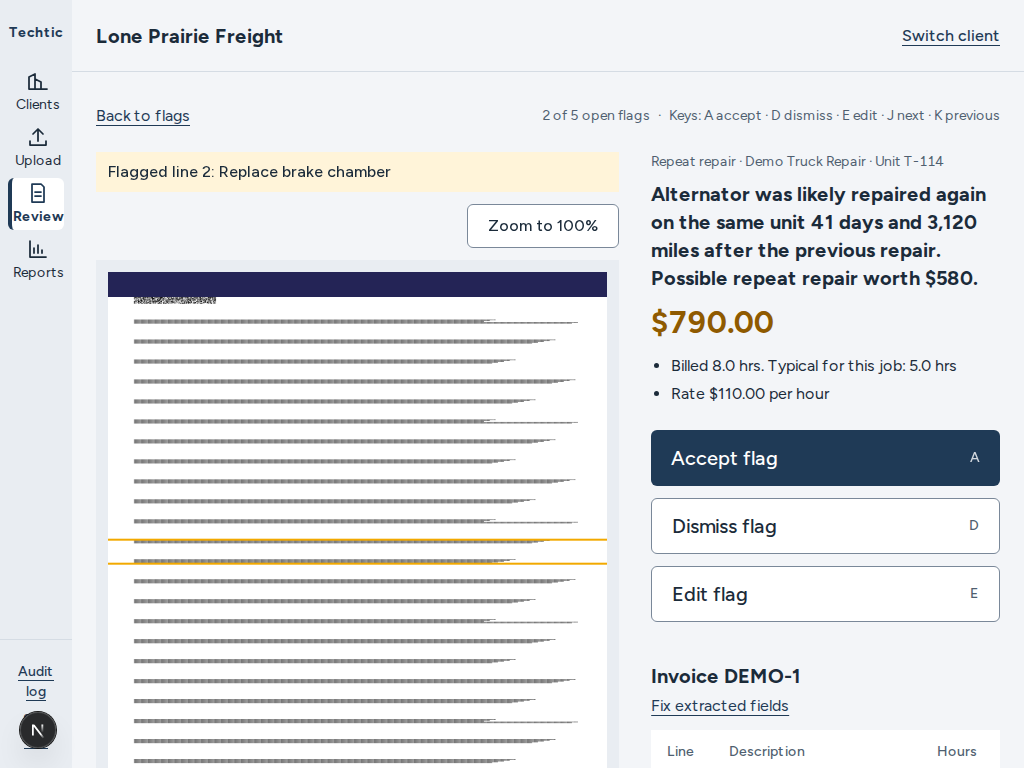 Techtic
Clients
Upload
Review
Reports
Audit
log
N
Lone Prairie Freight
Switch client
Back to flags
2 of 5 open flags · Keys: A accept · D dismiss · E edit · J next · K previous
Flagged line 2: Replace brake chamber
Zoom to 100%
Repeat repair · Demo Truck Repair · Unit T-114
Alternator was likely repaired again
on the same unit 41 days and 3,120
miles after the previous repair.
Possible repeat repair worth $580.
$790.00
• Billed 8.0 hrs. Typical for this job: 5.0 hrs
• Rate $110.00 per hour
Accept flag A
Dismiss flag D
Edit flag E
Invoice DEMO-1
Fix extracted fields
Line Description Hours